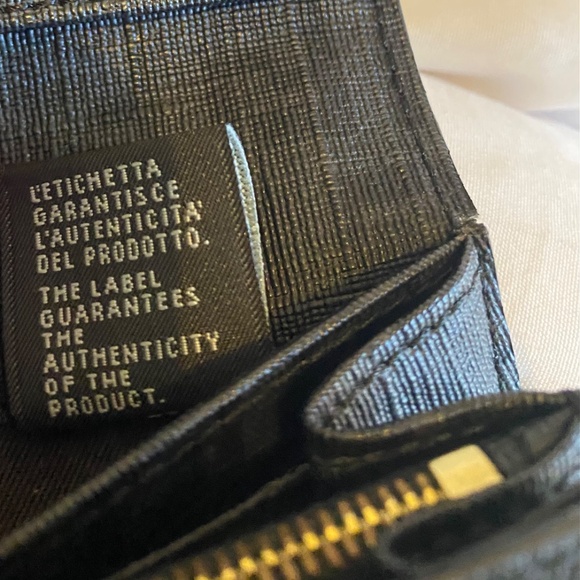 L'ETICHETTA
GARANTISCE
L'AUTENTICITA'
DEL PRODOTTO.
THE LABEL
GUARANTEES
THE
AUTHENTICITY
OF THE
PRODUCT.